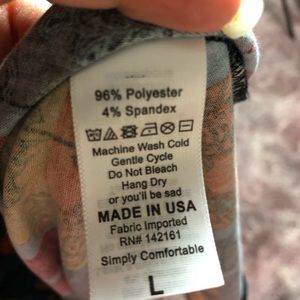 96% Polyester
4% Spandex
Machine Wash Cold
Gentle Cycle
Do Not Bleach
Hang Dry
or you'll be sad
MADE IN USA
Fabric Imported
RN# 142161
Simply Comfortable
L